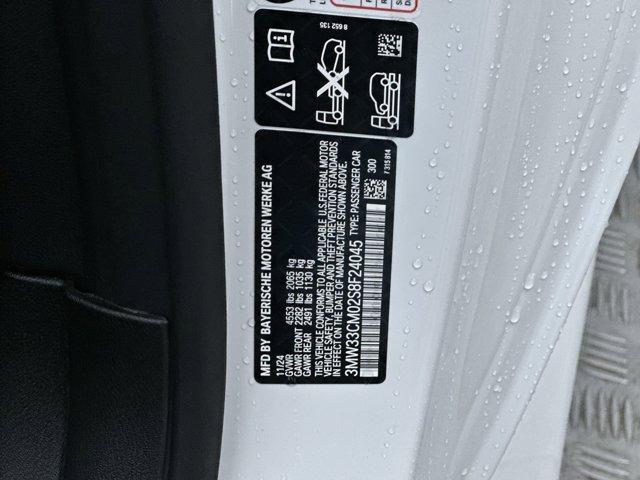 8 652 135
MFD BY BAYERISCHE MOTOREN WERKE AG
11/24
GVWR 4553 lbs 2065 kg
GAWR FRONT 2282 lbs 1035 kg
GAWR REAR 2491 lbs 1130 kg
THIS VEHICLE CONFORMS TO ALL APPLICABLE U.S.FEDERAL MOTOR
VEHICLE SAFETY, BUMPER AND THEFT PREVENTION STANDARDS
IN EFFECT ON THE DATE OF MANUFACTURE SHOWN ABOVE.
3MW33CM02S8F24045 TYPE: PASSENGER CAR
300
F 315 814